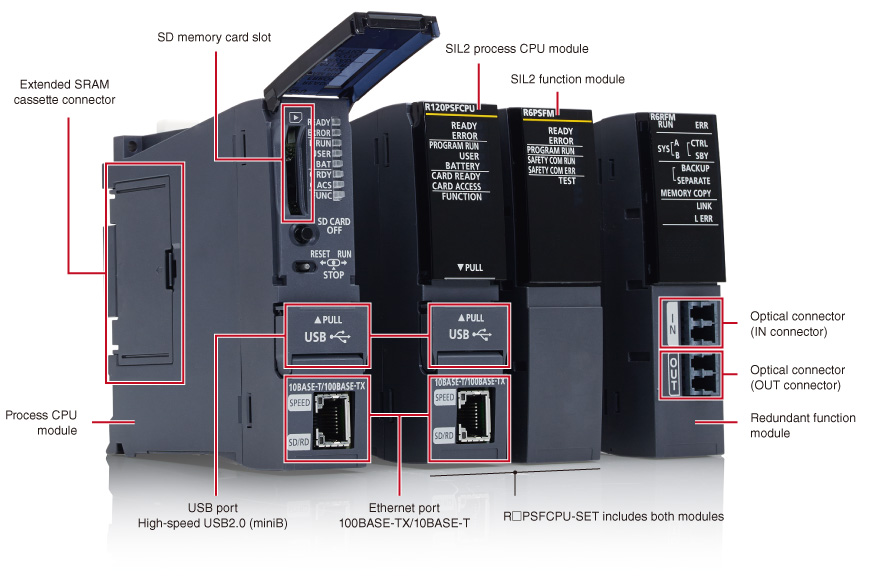 SD memory card slot
SIL2 process CPU module
SIL2 function module
Extended SRAM
cassette connector
READY
ERROR
RUN
USER
BAT
CRDY
CACS
FUNC
SD CARD
OFF
RESET RUN
STOP
▲PULL
USB
10BASE-T/100BASE-TX
SPEED
SD/RD
R120PSFCPU
READY
ERROR
PROGRAM RUN
USER
BATTERY
CARD READY
CARD ACCESS
FUNCTION
▼PULL
▲PULL
USB
10BASE-T/100BASE-TX
SPEED
SD/RD
R6PSFM
READY
ERROR
PROGRAM RUN
SAFETY COM RUN
SAFETY COM ERR
TEST
R6RFM
RUN ERR
SYS A CTRL
B SBY
BACKUP
SEPARATE
MEMORY COPY
LINK
L ERR
IN
OUT
Optical connector
(IN connector)
Optical connector
(OUT connector)
Process CPU
module
Redundant function
module
USB port
High-speed USB2.0 (miniB)
Ethernet port
100BASE-TX/10BASE-T
R□PSFCPU-SET includes both modules